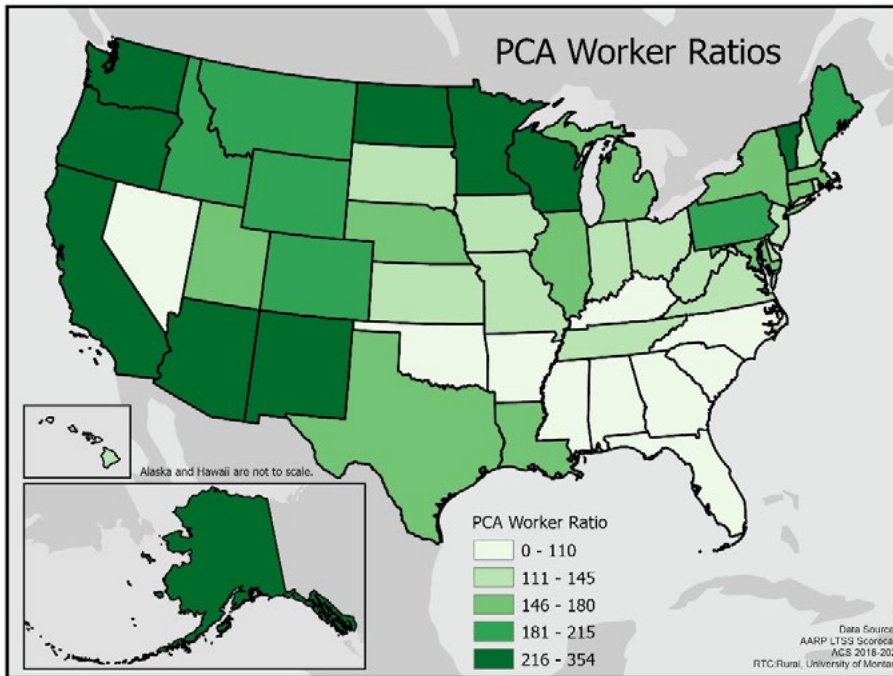 PCA Worker Ratios
Alaska and Hawaii are not to scale.
PCA Worker Ratio
0 - 110
111 - 145
146 - 180
181 - 215
216 - 354
Data Source
AARP LTSS
ACS
RTC:Rural, University of